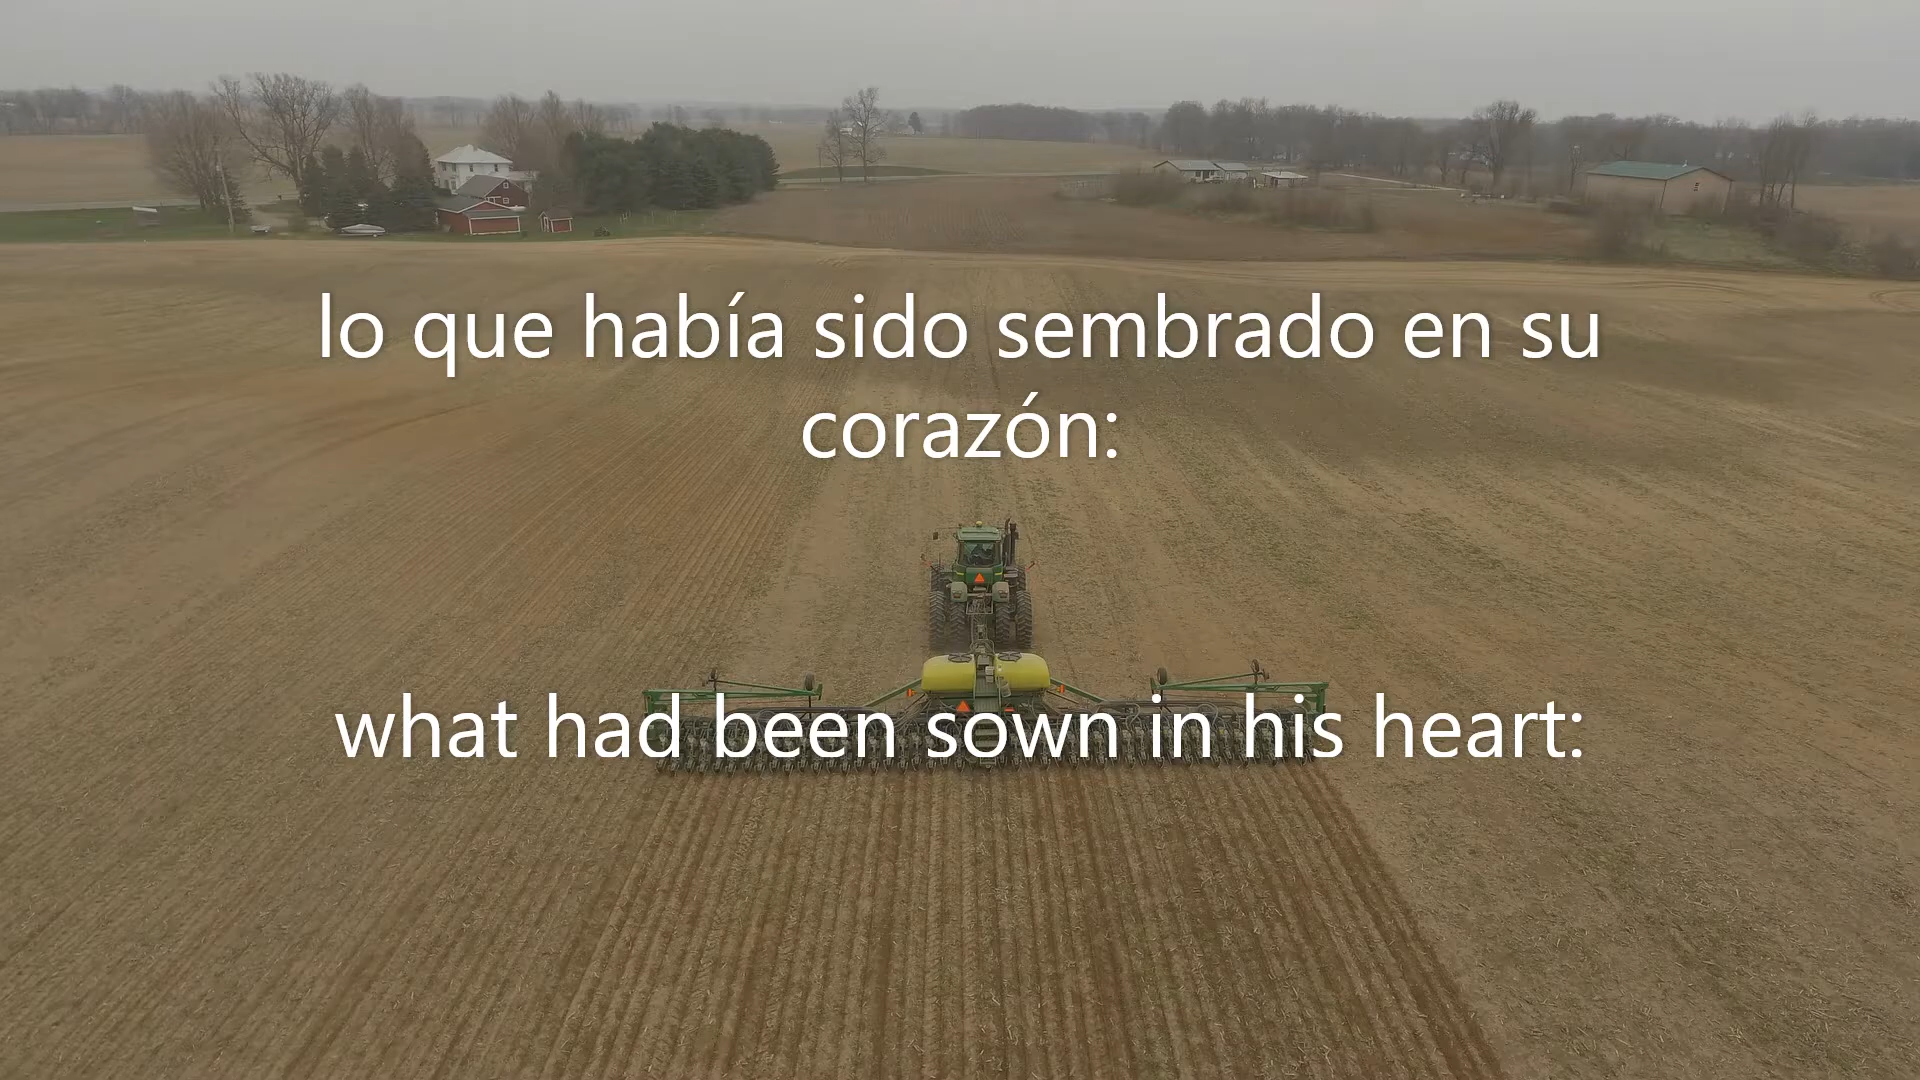 lo que había sido sembrado en su
corazón:
what had been sown in his heart: